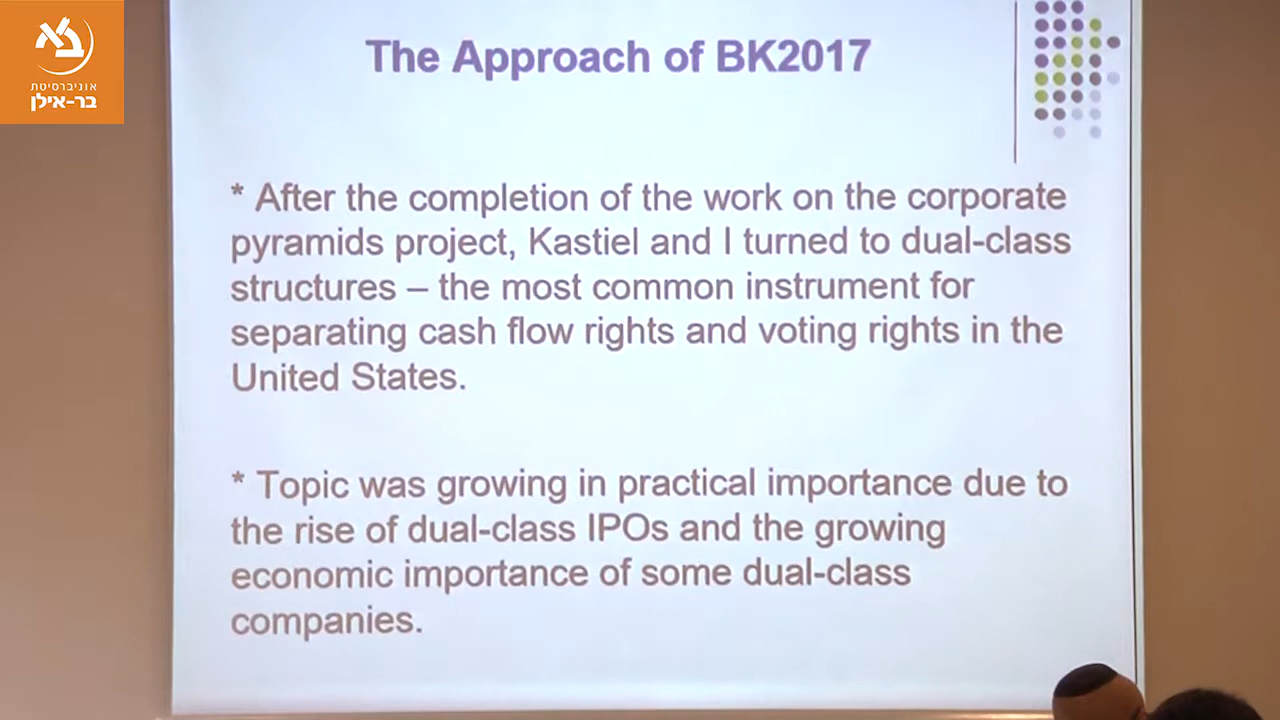 אוניברסיטת
בר-אילן
The Approach of BK2017
* After the completion of the work on the corporate
pyramids project, Kastiel and I turned to dual-class
structures – the most common instrument for
separating cash flow rights and voting rights in the
United States.
* Topic was growing in practical importance due to
the rise of dual-class IPOs and the growing
economic importance of some dual-class
companies.